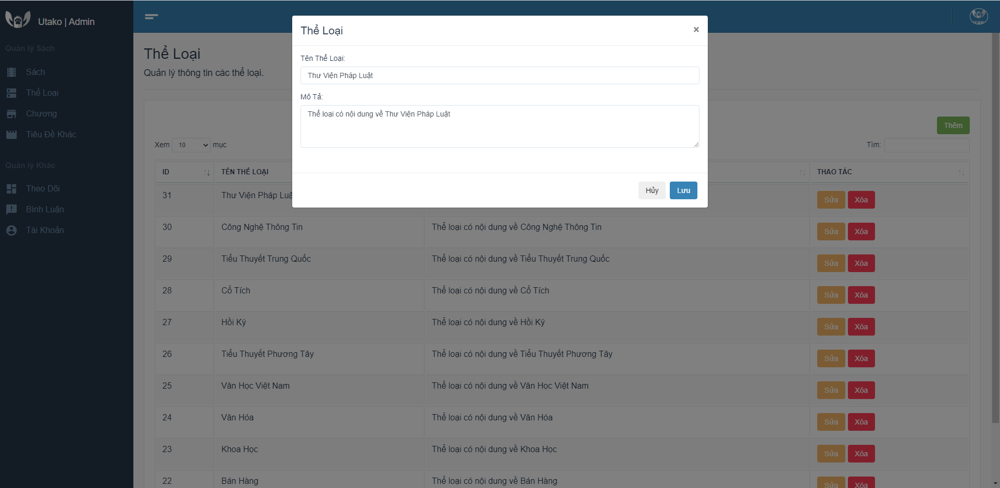 Utako | Admin
Quản lý Sách
Sách
Thể Loại
Chương
Tiêu Đề Khác
Quản lý Khác
Theo Dõi
Bình Luận
Tài Khoản
Thể Loại
Quản lý thông tin các thể loại.
Thể Loại
×
Tên Thể Loại:
Thư Viện Pháp Luật
Mô Tả:
Thể loại có nội dung về Thư Viện Pháp Luật
Hủy Lưu
Thêm
Xem 10 mục
Tìm:
ID TÊN THỂ LOẠI THAO TÁC
31 Thư Viện Pháp Sửa Xóa
30 Công Nghệ Thông Tin Thể loại có nội dung về Công Nghệ Thông Tin Sửa Xóa
29 Tiểu Thuyết Trung Quốc Thể loại có nội dung về Tiểu Thuyết Trung Quốc Sửa Xóa
28 Cổ Tích Thể loại có nội dung về Cổ Tích Sửa Xóa
27 Hồi Ký Thể loại có nội dung về Hồi Ký Sửa Xóa
26 Tiểu Thuyết Phương Tây Thể loại có nội dung về Tiểu Thuyết Phương Tây Sửa Xóa
25 Văn Học Việt Nam Thể loại có nội dung về Văn Học Việt Nam Sửa Xóa
24 Văn Hóa Thể loại có nội dung về Văn Hóa Sửa Xóa
23 Khoa Học Thể loại có nội dung về Khoa Học Sửa Xóa
22 Bán Hàng Thể loại có nội dung về Bán Hàng Sửa Xóa